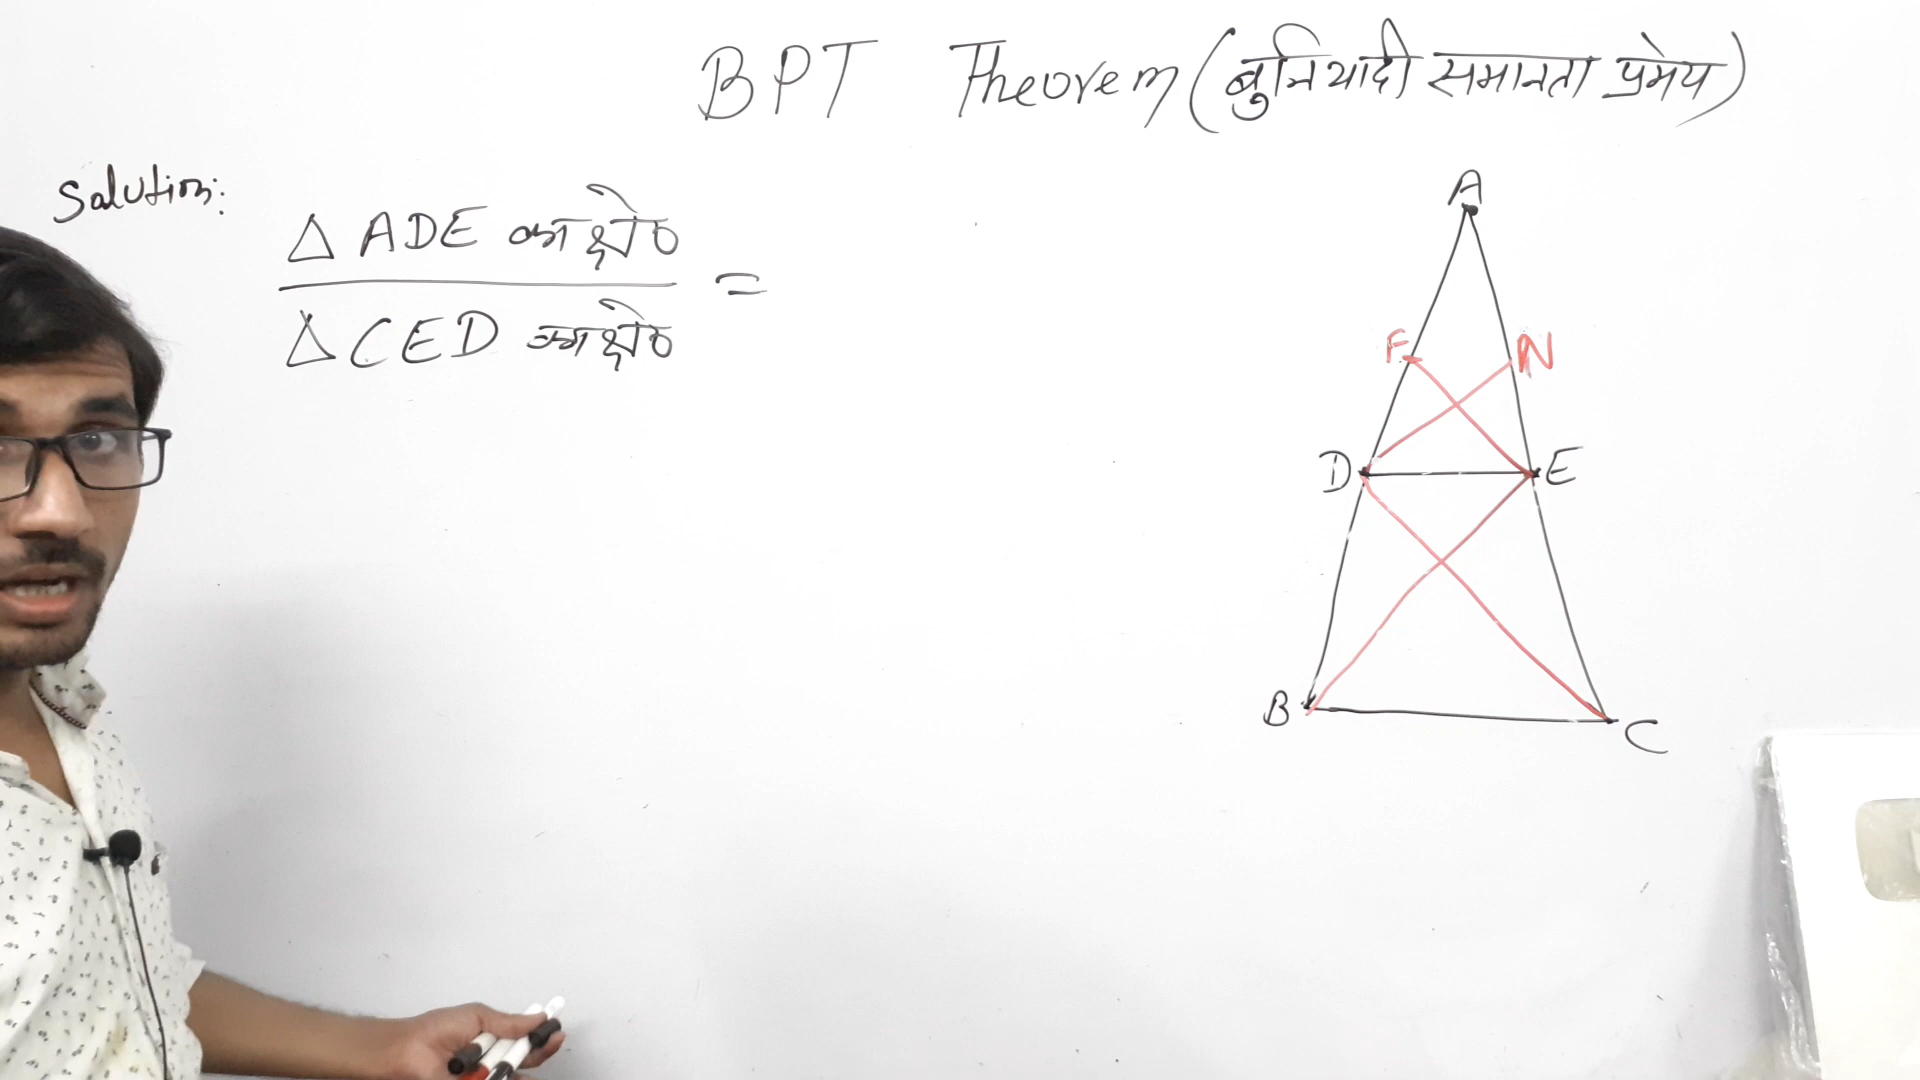 BPT Theorem (बुनियादी समानता प्रमेय)
Solution:
△ ADE का क्षे०
=
△ CED का क्षे०
A
F
N
D
E
B
C